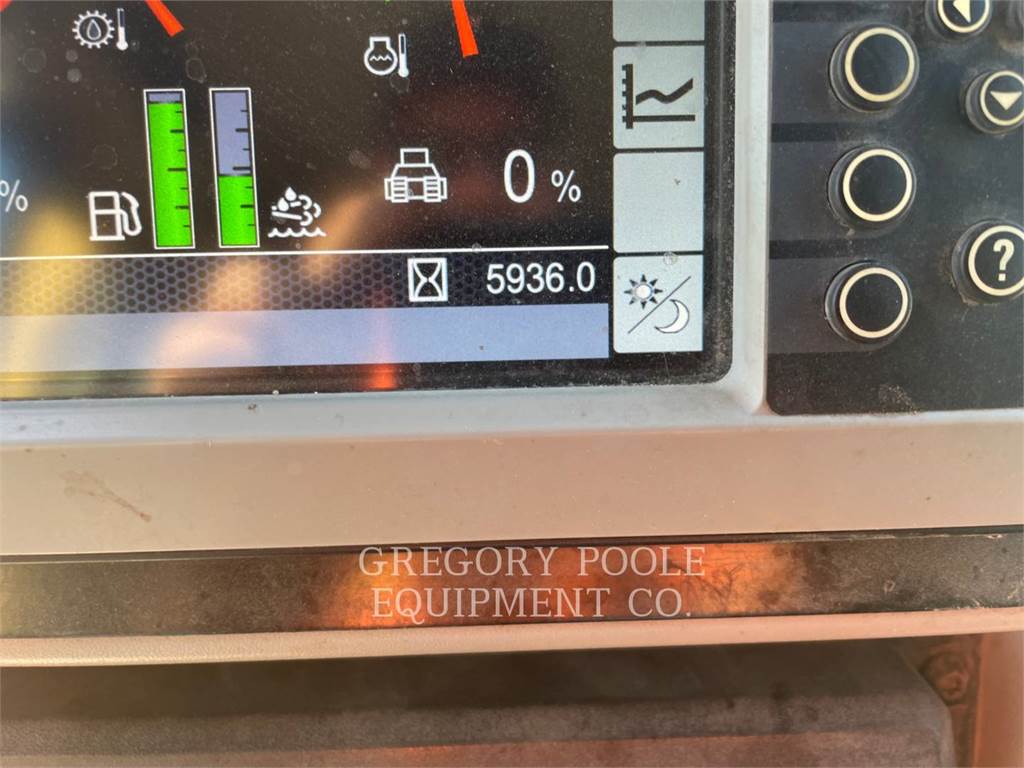 %
0 %
5936.0
?
GREGORY POOLE
EQUIPMENT CO.